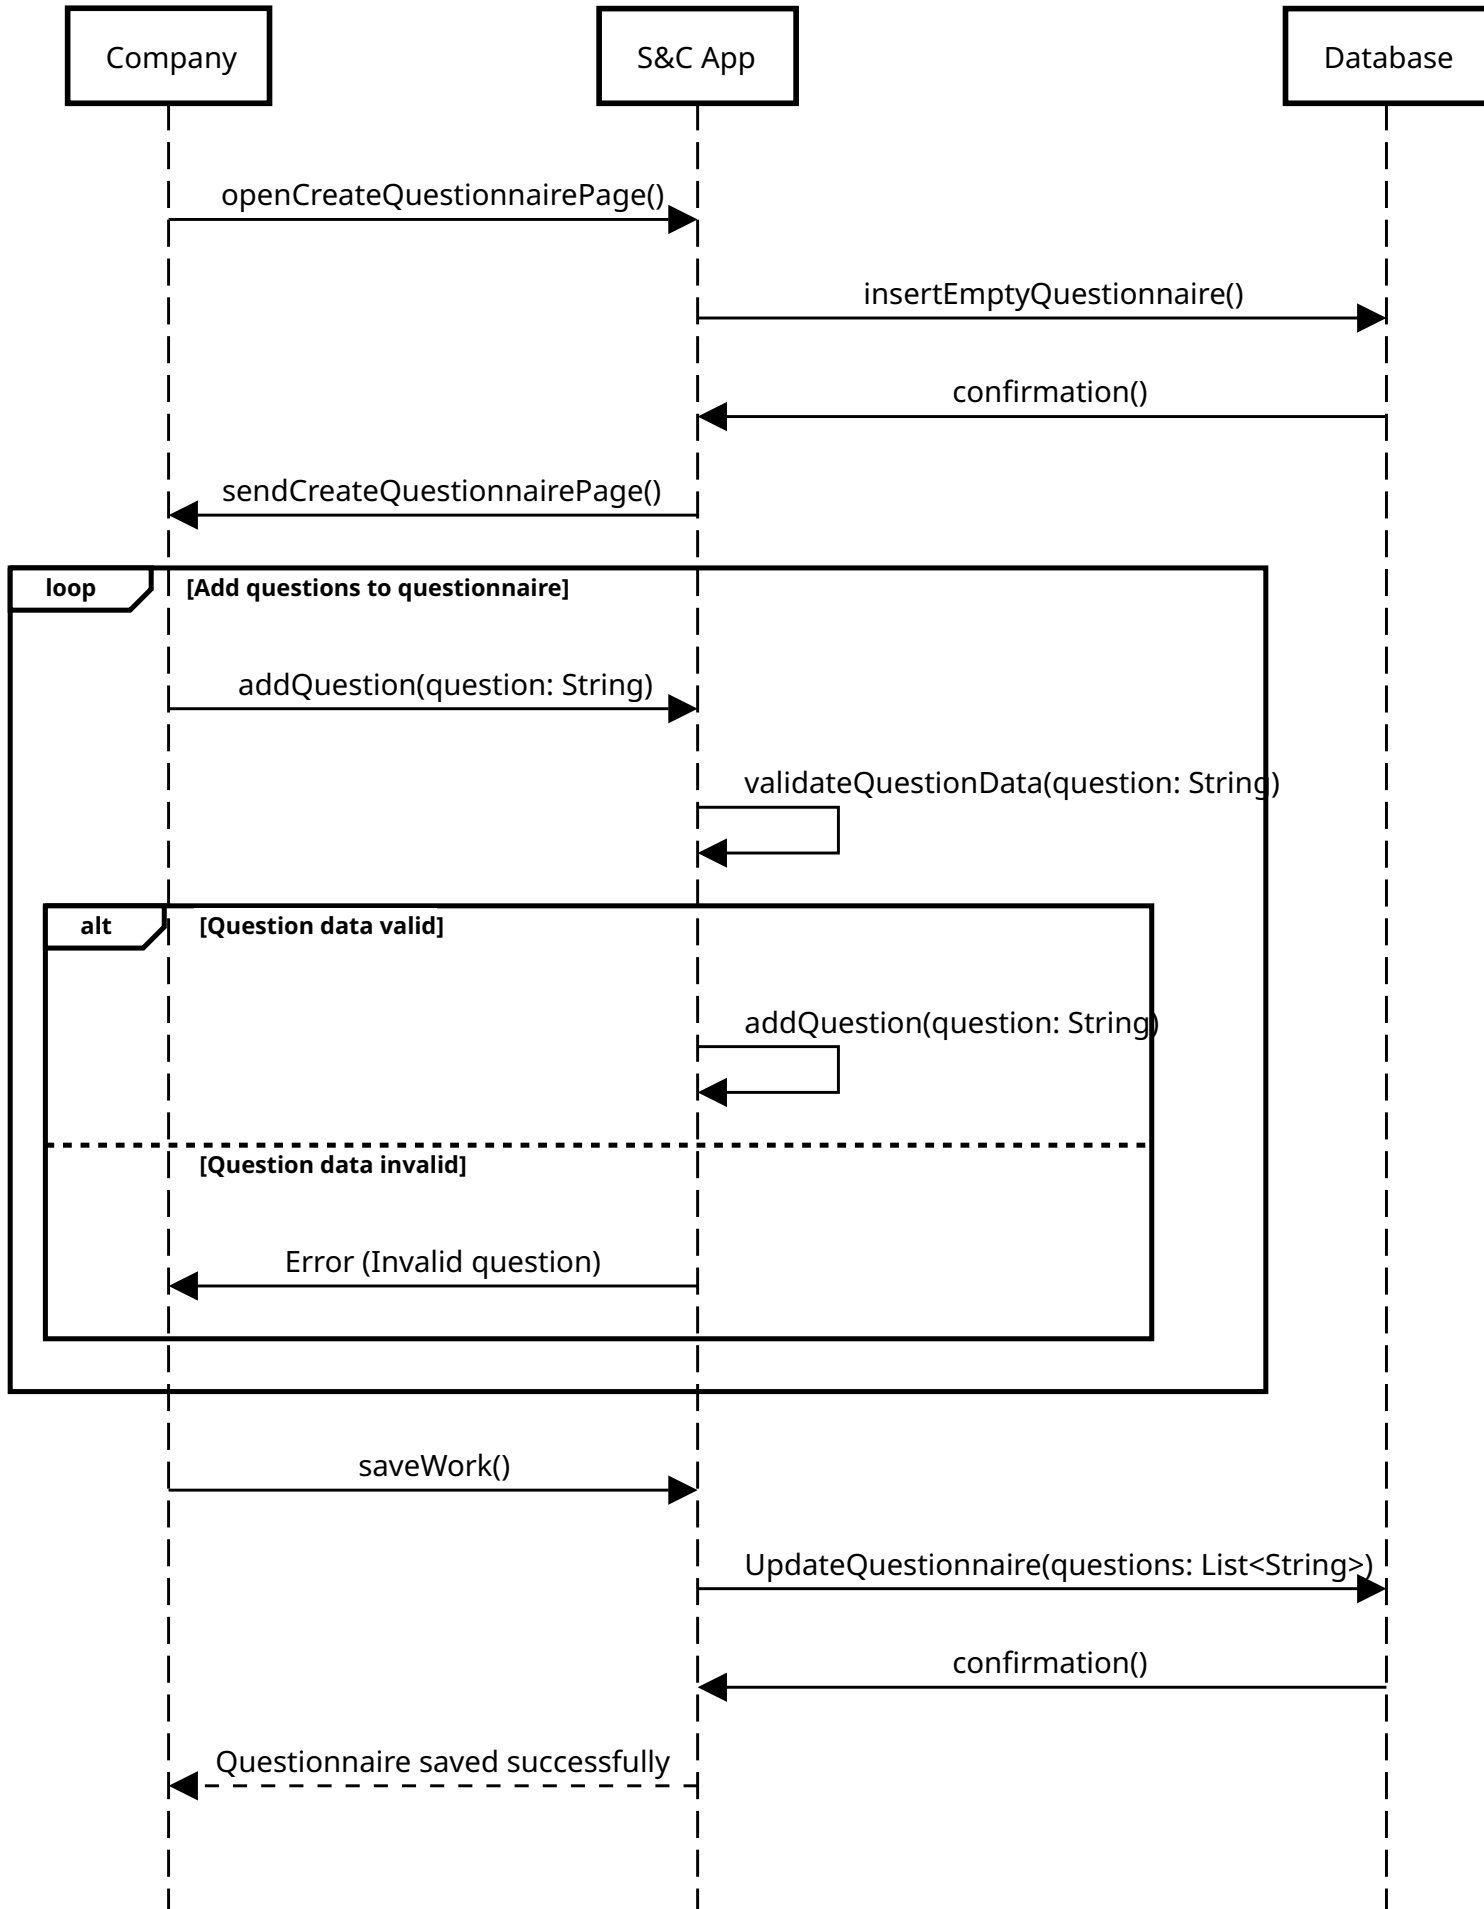 Company
S&C App
Database
openCreateQuestionnairePage()
insertEmptyQuestionnaire()
confirmation()
sendCreateQuestionnairePage()
loop
[Add questions to questionnaire]
addQuestion(question: String)
validateQuestionData(question: String)
alt
[Question data valid]
addQuestion(question: String)
[Question data invalid]
Error (Invalid question)
saveWork()
UpdateQuestionnaire(questions: List<String>)
confirmation()
Questionnaire saved successfully